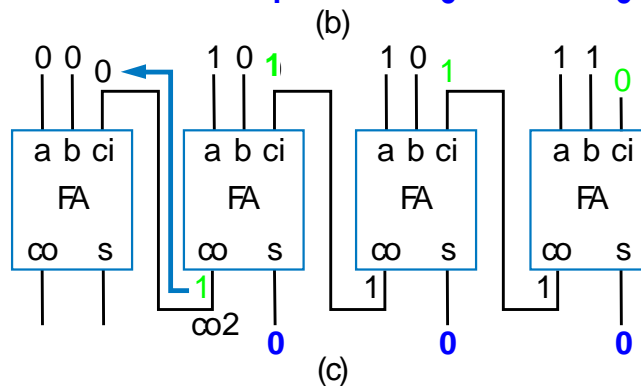 (b)
0 0 0 1 0 1 1 0 1 1 1 0
a b ci a b ci a b ci a b ci
FA FA FA FA
co s co s co s co s
1 1 1
co2
0 0 0
(c)